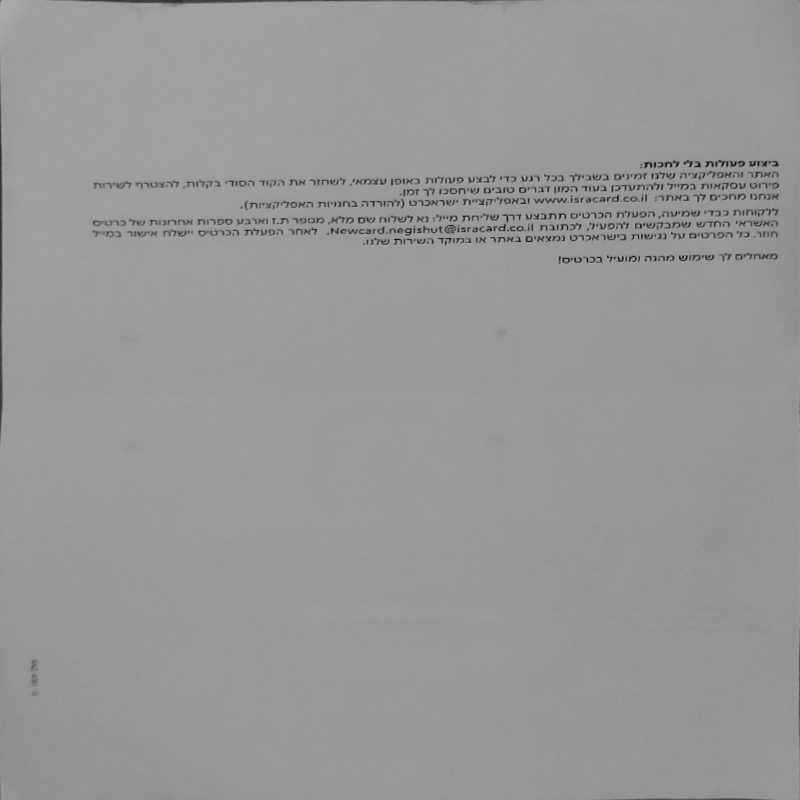 ביצוע פעולות בלי לחכות:
האתר והאפליקציה שלנו זמינים בשבילך בכל רגע כדי לבצע פעולות באופן עצמאי, לשחזר את הקוד הסודי בקלות, להצטרף לשירות
פירוט עסקאות במייל ולהתעדכן בעוד המון דברים טובים שיחסכו לך זמן.
אנחנו מחכים לך באתר: www.isracard.co.il ובאפליקציית ישראכרט (להורדה בחנויות האפליקציות).
ללקוחות כבדי שמיעה, הפעלת הכרטיס תתבצע דרך שליחת מייל: נא לשלוח שם מלא, מספר ת.ז וארבע ספרות אחרונות של כרטיס
האשראי החדש שמבקשים להפעיל, לכתובת Newcard.negishut@isracard.co.il, לאחר הפעלת הכרטיס יישלח אישור במייל
חוזר. כל הפרטים על נגישות בישראכרט נמצאים באתר או במוקד השירות שלנו.
מאחלים לך שימוש מהנה ומועיל בכרטיס!